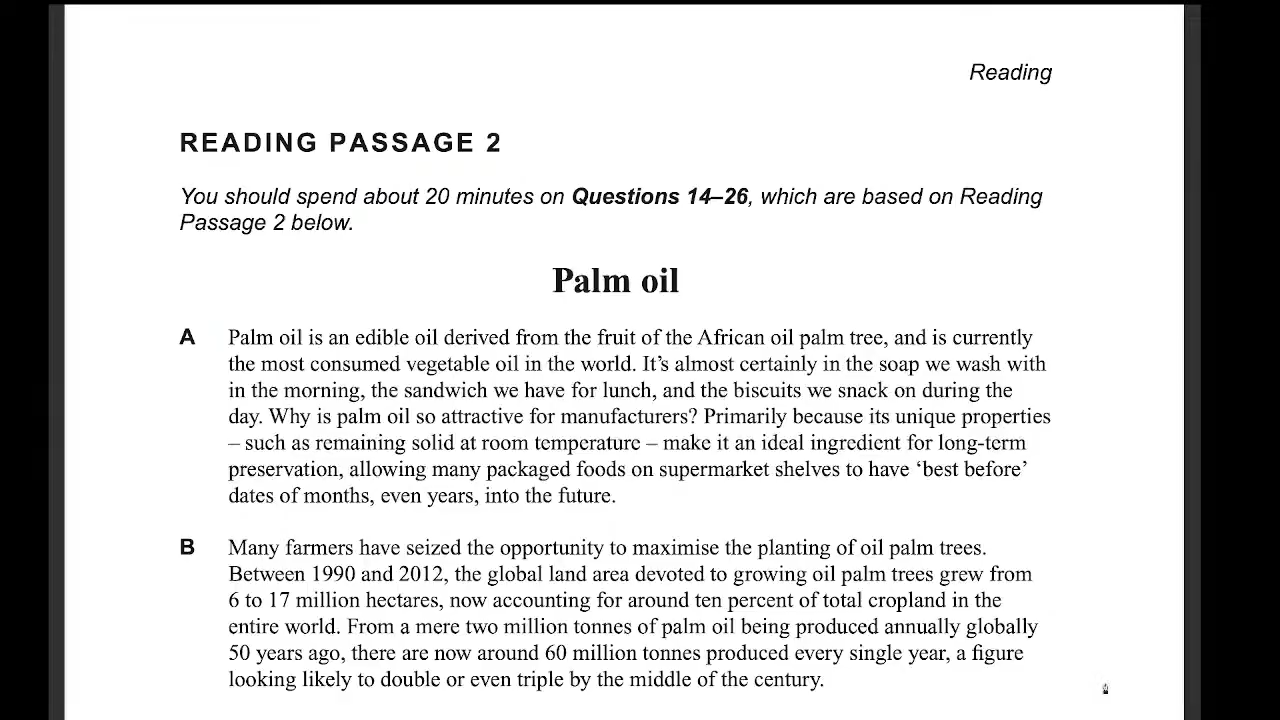 Reading
READING PASSAGE 2
You should spend about 20 minutes on Questions 14–26, which are based on Reading
Passage 2 below.
Palm oil
A Palm oil is an edible oil derived from the fruit of the African oil palm tree, and is currently
the most consumed vegetable oil in the world. It’s almost certainly in the soap we wash with
in the morning, the sandwich we have for lunch, and the biscuits we snack on during the
day. Why is palm oil so attractive for manufacturers? Primarily because its unique properties
– such as remaining solid at room temperature – make it an ideal ingredient for long-term
preservation, allowing many packaged foods on supermarket shelves to have ‘best before’
dates of months, even years, into the future.
B Many farmers have seized the opportunity to maximise the planting of oil palm trees.
Between 1990 and 2012, the global land area devoted to growing oil palm trees grew from
6 to 17 million hectares, now accounting for around ten percent of total cropland in the
entire world. From a mere two million tonnes of palm oil being produced annually globally
50 years ago, there are now around 60 million tonnes produced every single year, a figure
looking likely to double or even triple by the middle of the century.